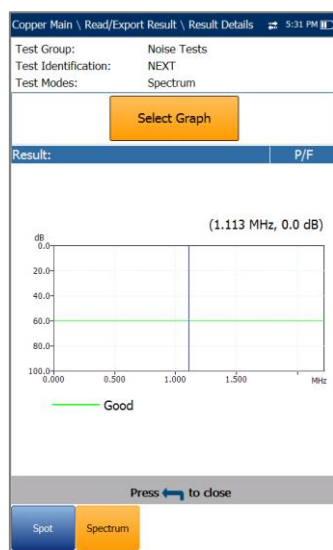 Copper Main \ Read/Export Result \ Result Details 5:31 PM
Test Group: Noise Tests
Test Identification: NEXT
Test Modes: Spectrum
Select Graph
Result: P/F
(1.113 MHz, 0.0 dB)
dB
0.0
20.0
40.0
60.0
80.0
100.0
0.000 0.500 1.000 1.500 MHz
Good
Press to close
Spot Spectrum